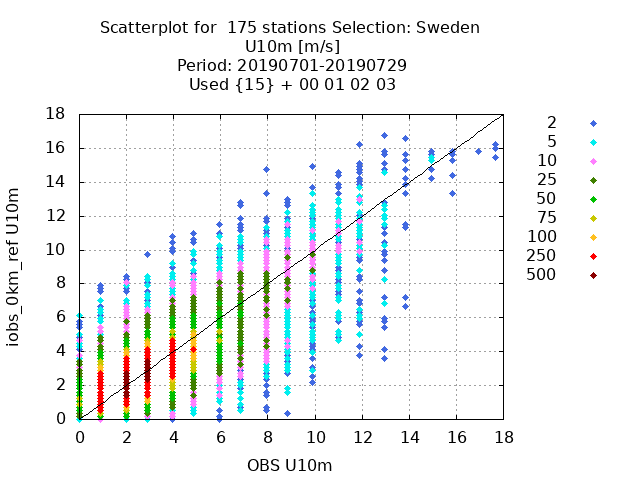 Scatterplot for  175 stations Selection: Sweden
U10m [m/s]
Period: 20190701-20190729
Used {15} + 00 01 02 03
18
16
14
12
10
8
6
4
2
0
iobs_0km_ref U10m
0 2 4 6 8 10 12 14 16 18
OBS U10m
2
5
10
25
50
75
100
250
500